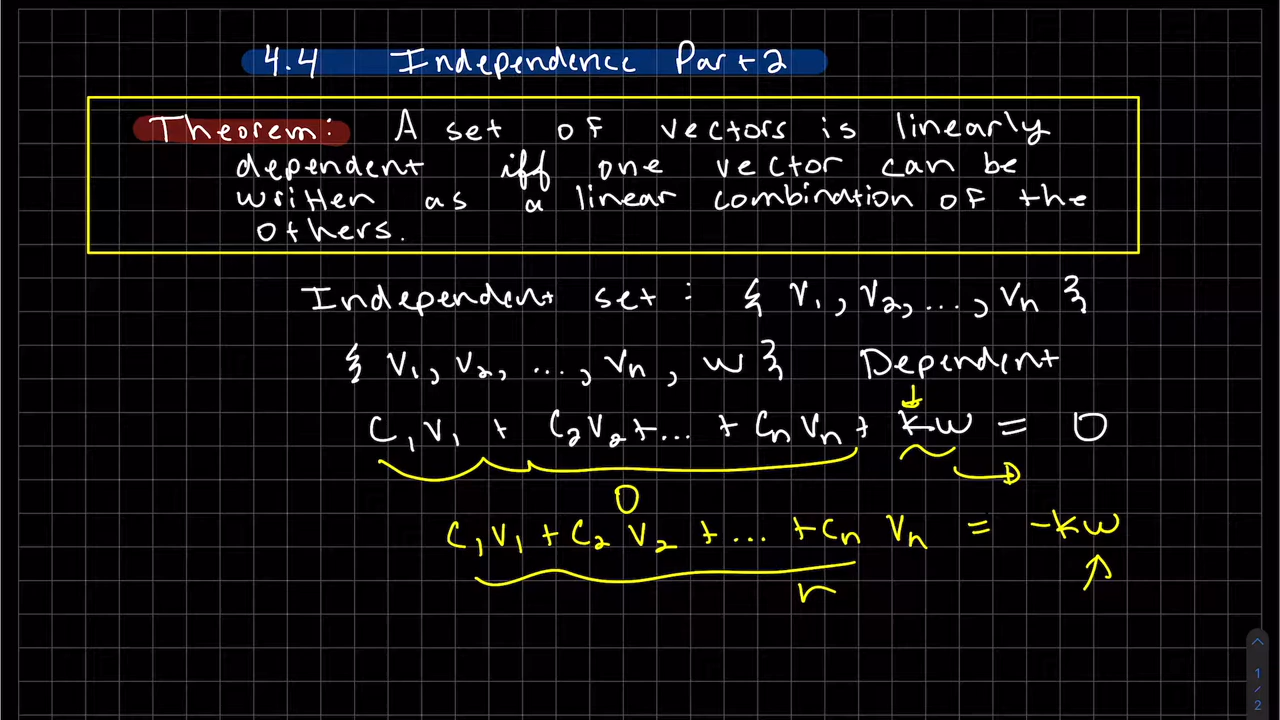 4.4 Independence Part 2
Theorem: A set of vectors is linearly
dependent iff one vector can be
written as a linear combination of the
others.
Independent set: { v₁, v₂, ..., vₙ }
{ v₁, v₂, ..., vₙ, w } Dependent
c₁v₁ + c₂v₂ + ... + cₙvₙ + kw = 0
0
c₁v₁ + c₂v₂ + ... + cₙvₙ = -kw
1
/
2